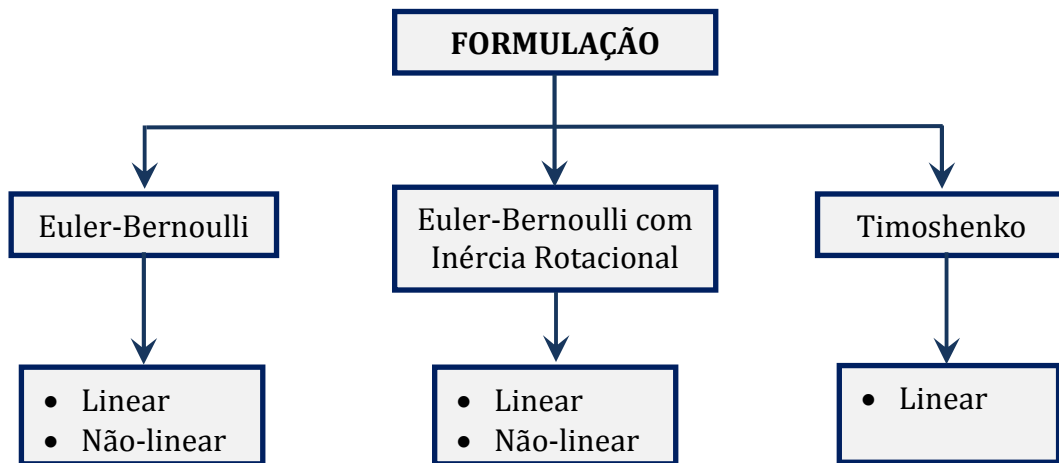 FORMULAÇÃO
Euler-Bernoulli
Euler-Bernoulli com
Inércia Rotacional
Timoshenko
• Linear
• Não-linear
• Linear
• Não-linear
• Linear